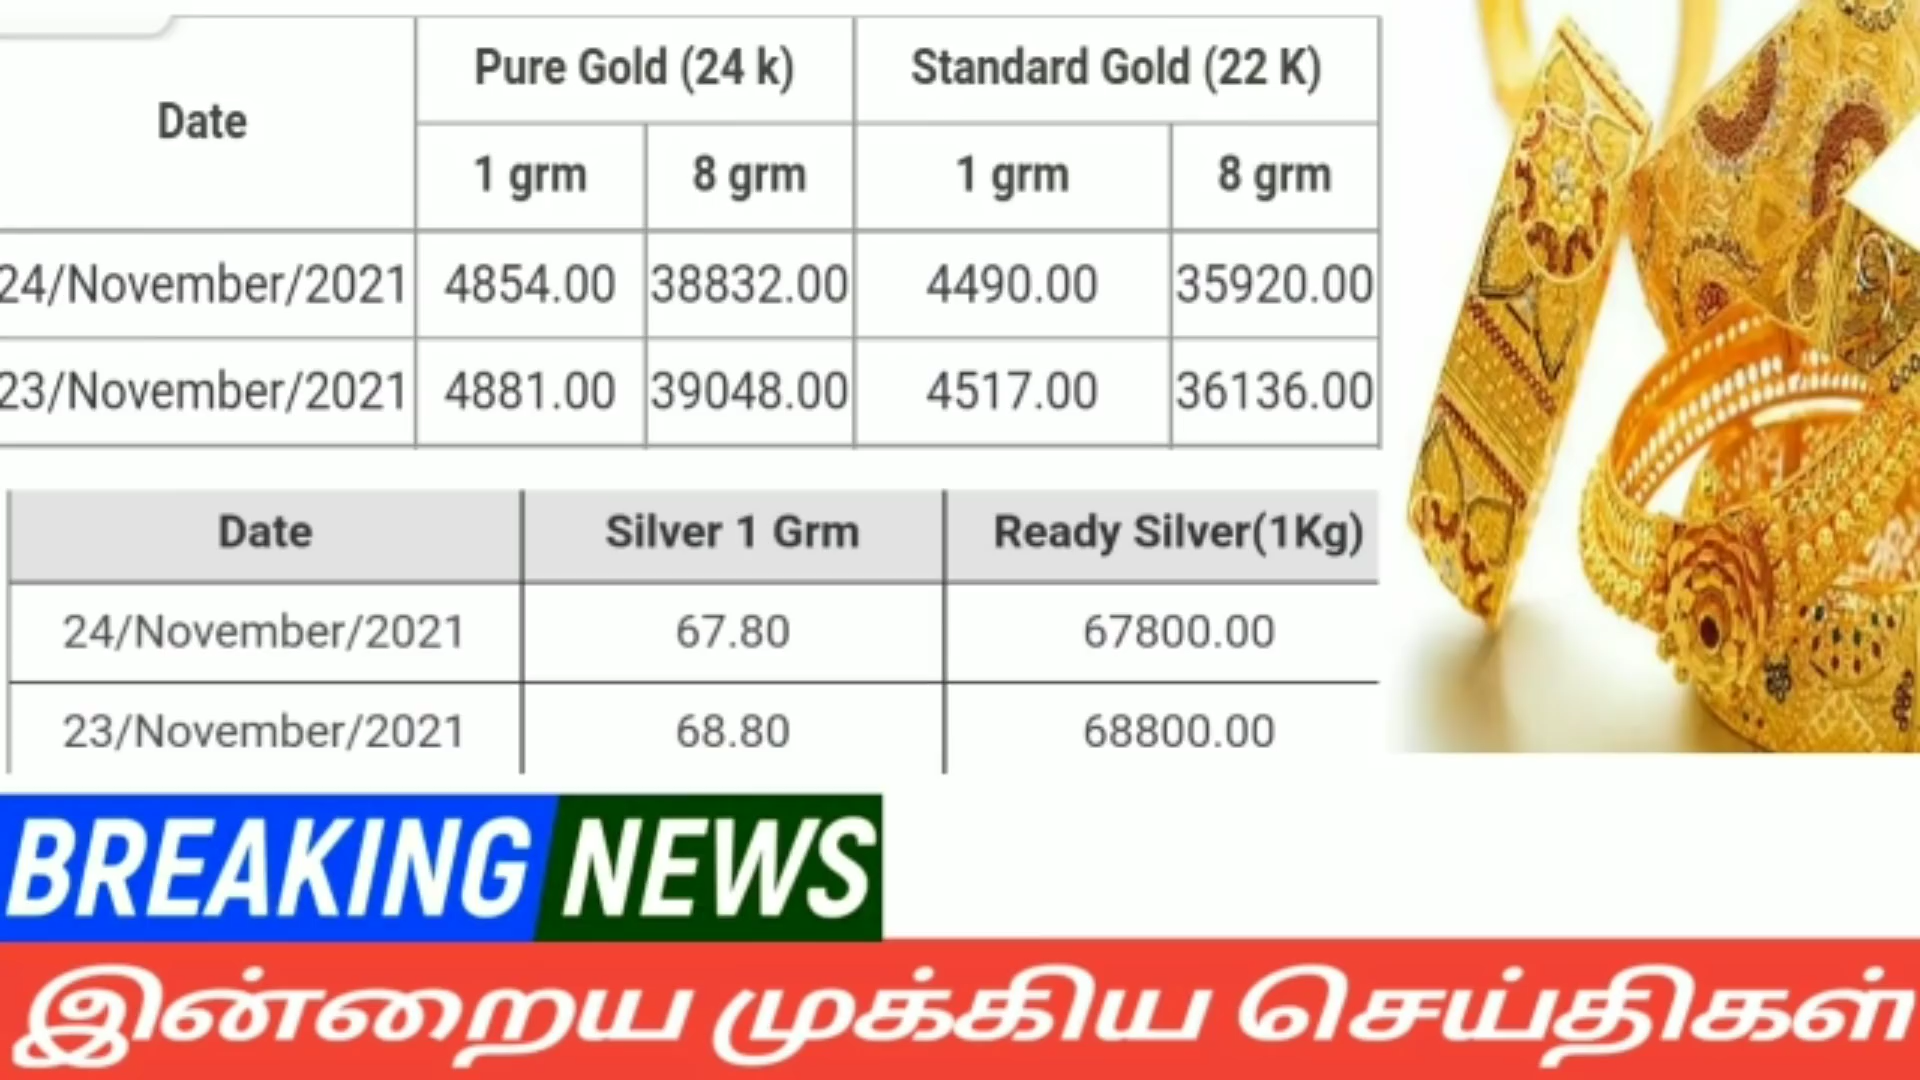 Date Pure Gold (24 k) Standard Gold (22 K)
1 grm 8 grm 1 grm 8 grm
24/November/2021 4854.00 38832.00 4490.00 35920.00
23/November/2021 4881.00 39048.00 4517.00 36136.00
Date Silver 1 Grm Ready Silver(1Kg)
24/November/2021 67.80 67800.00
23/November/2021 68.80 68800.00
BREAKING NEWS
இன்றைய முக்கிய செய்திகள்